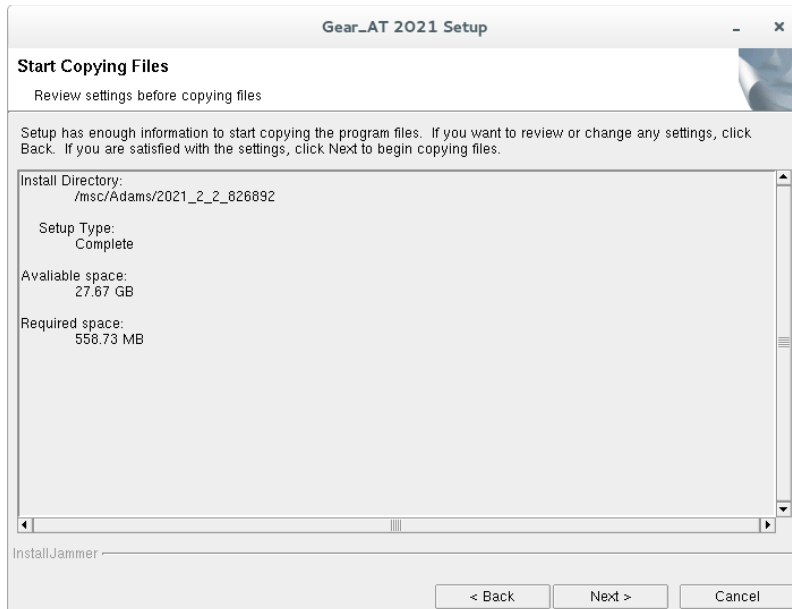 Gear_AT 2021 Setup
Start Copying Files
Review settings before copying files
Setup has enough information to start copying the program files. If you want to review or change any settings, click
Back. If you are satisfied with the settings, click Next to begin copying files.
Install Directory:
/msc/Adams/2021_2_2_826892
Setup Type:
Complete
Avaliable space:
27.67 GB
Required space:
558.73 MB
InstallJammer
< Back
Next >
Cancel